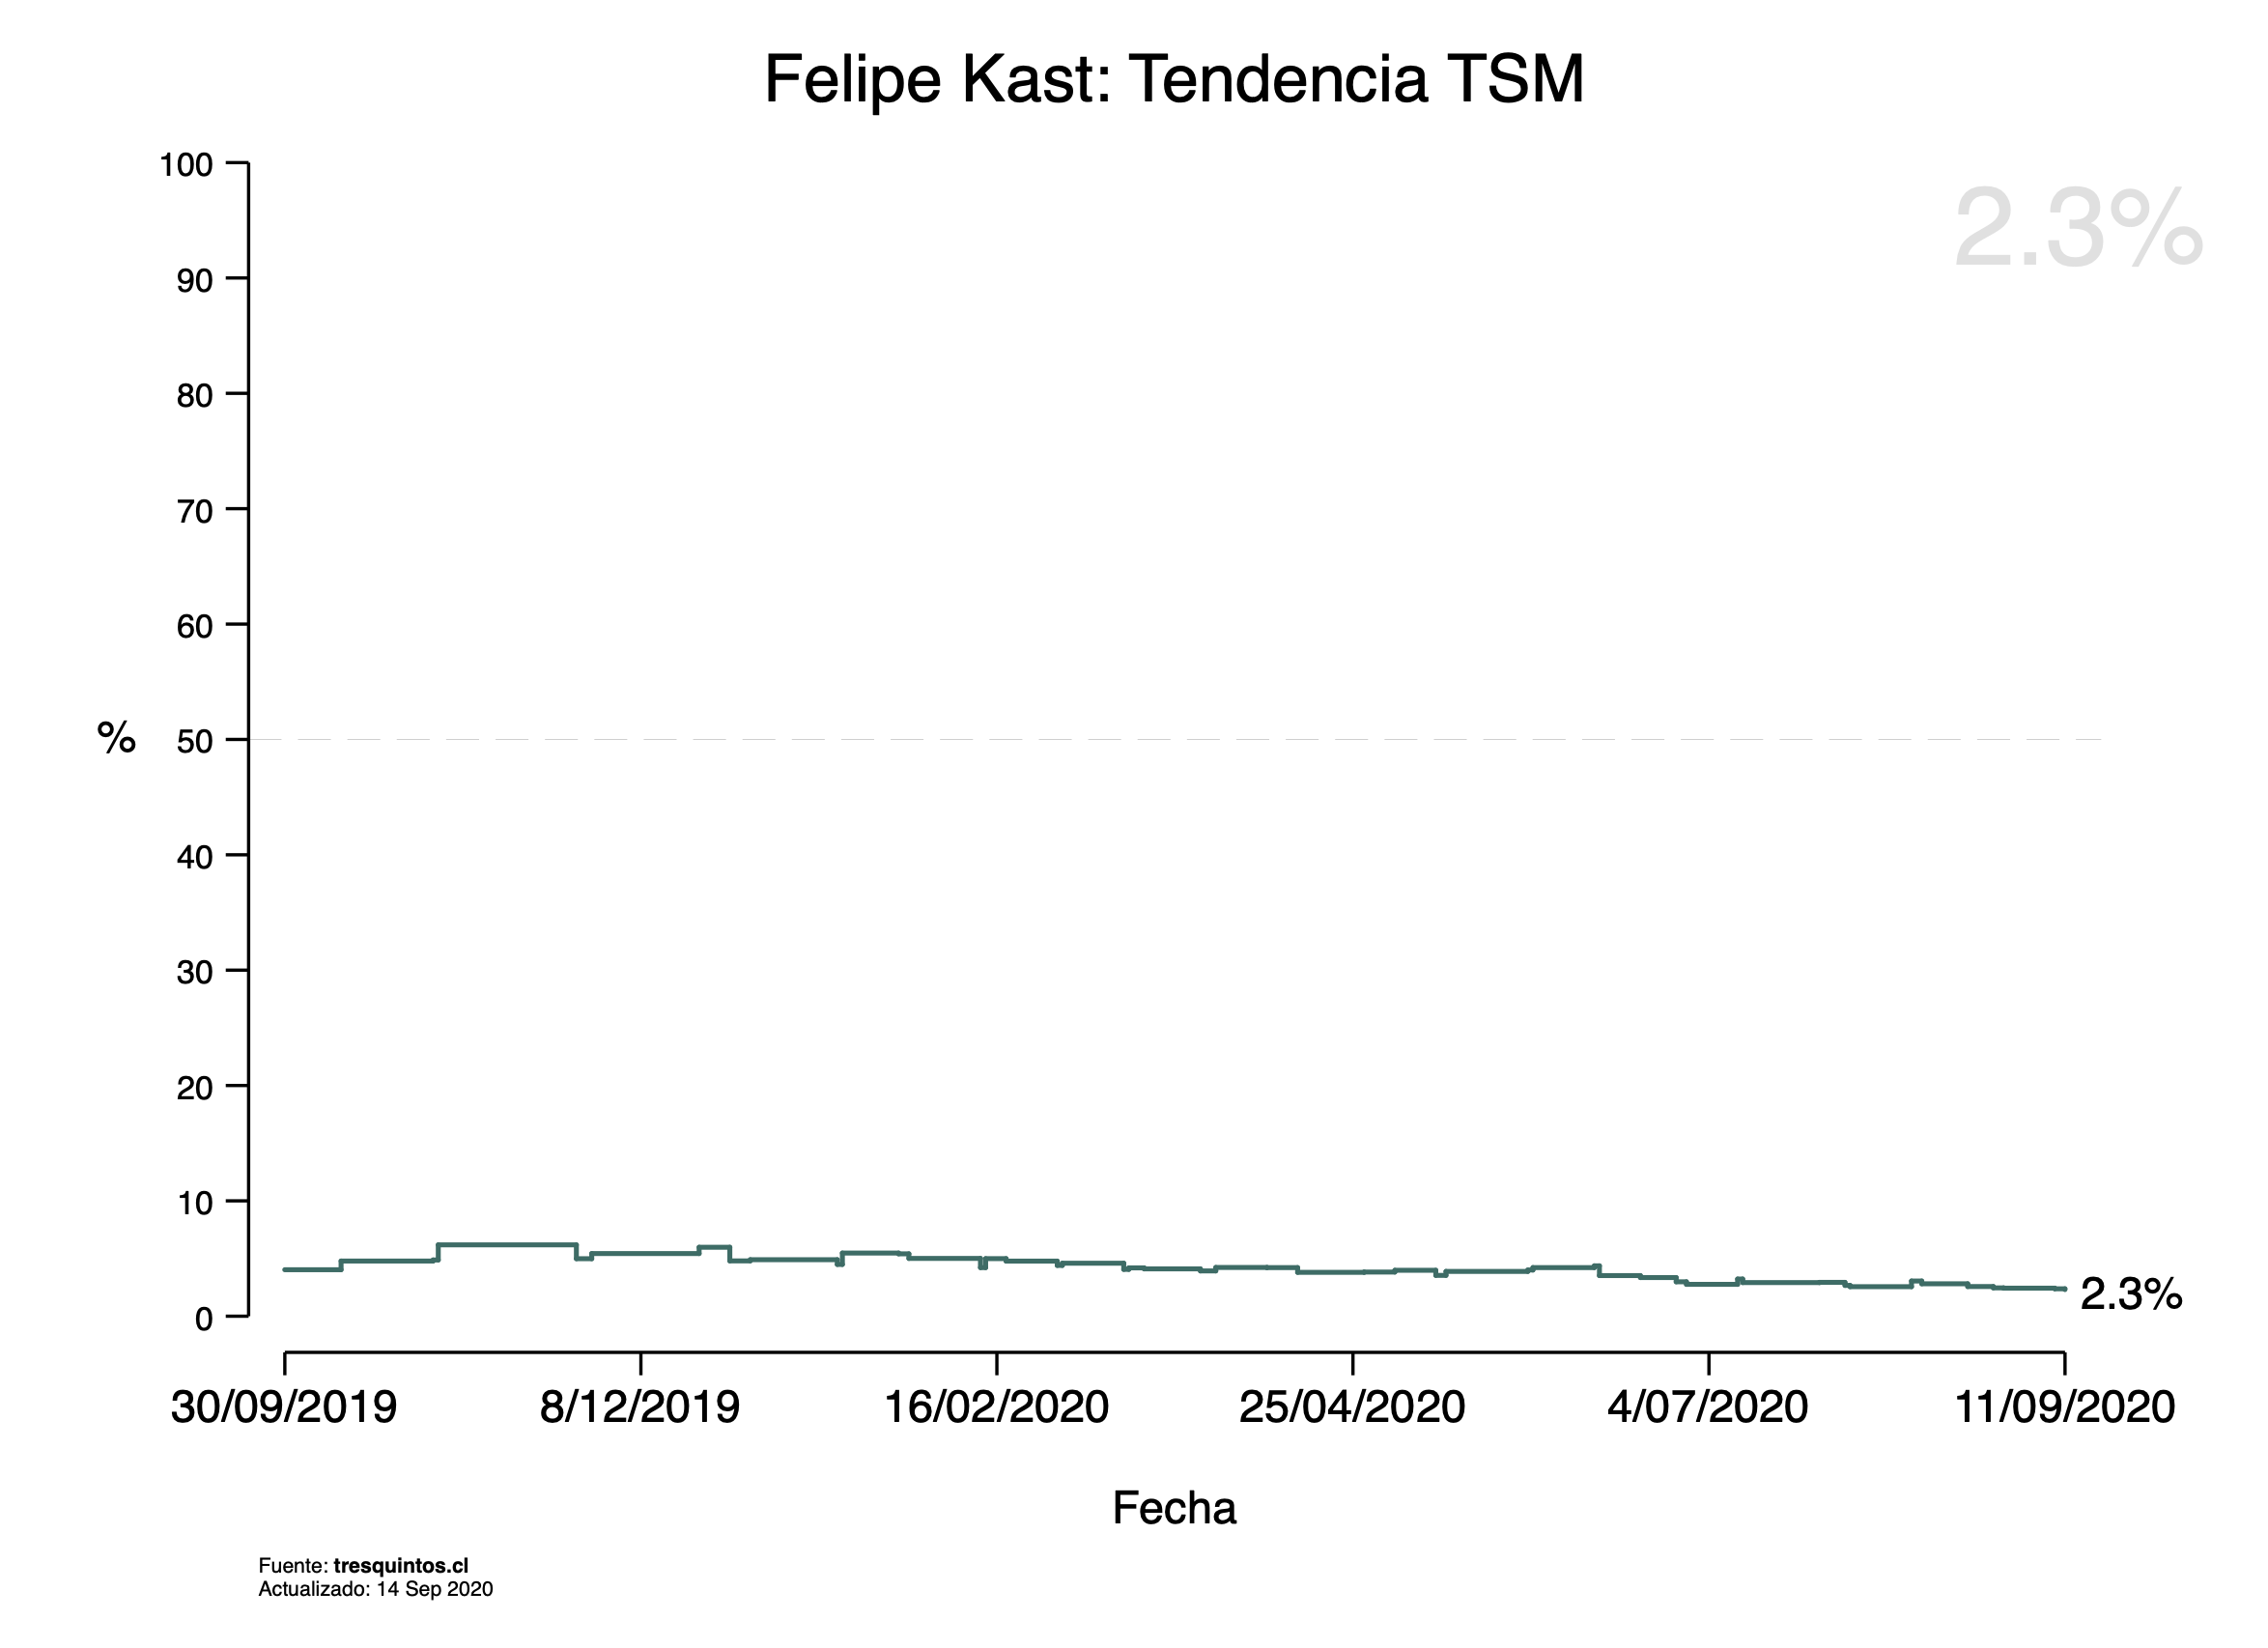 Felipe Kast: Tendencia TSM
2.3%
100
90
80
70
60
% 50
40
30
20
10
0
2.3%
30/09/2019 8/12/2019 16/02/2020 25/04/2020 4/07/2020 11/09/2020
Fecha
Fuente: tresquintos.cl
Actualizado: 14 Sep 2020